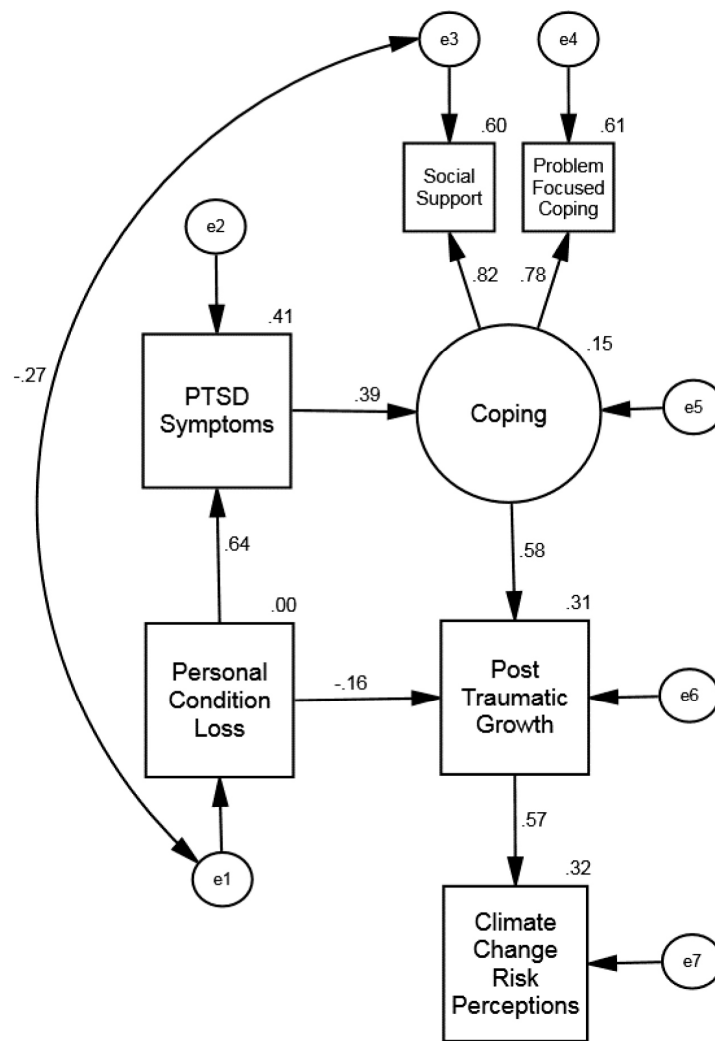 e3
e4
.60
.61
Social
Support
Problem
Focused
Coping
e2
.82
.78
.41
.15
-.27
PTSD
Symptoms
.39
Coping
e5
.64
.58
.00
.31
Personal
Condition
Loss
-.16
Post
Traumatic
Growth
e6
.57
e1
.32
Climate
Change
Risk
Perceptions
e7